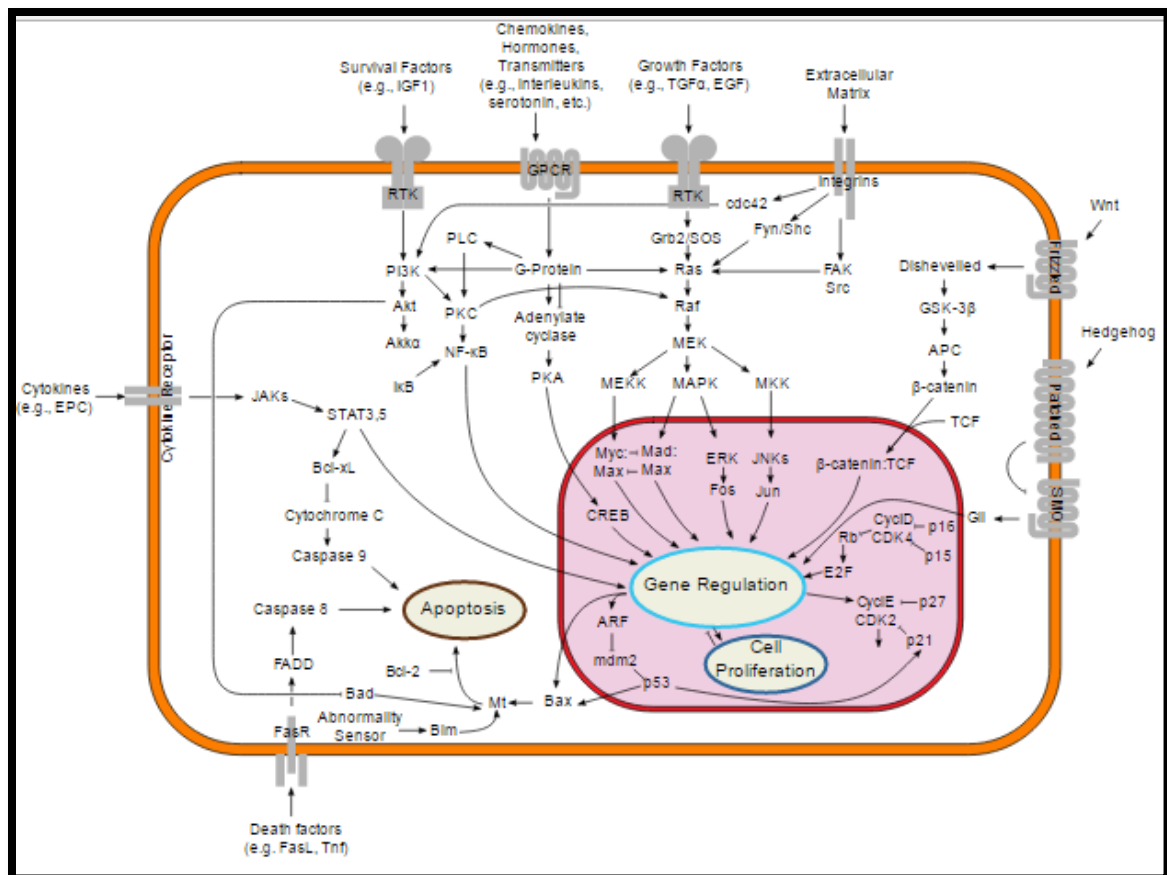 Chemokines,
Hormones,
Transmitters
(e.g., interleukins,
serotonin, etc.)
Survival Factors
(e.g., IGF1)
Growth Factors
(e.g., TGFα, EGF)
Extracellular
Matrix
RTK
GPCR
RTK
Integrins
cdc42
Wnt
Fyn/Shc
Grb2/SOS
PLC
Frizzled
PI3K
G-Protein
Ras
FAK
Src
Dishevelled
Akt
PKC
Raf
GSK-3β
Adenylate
cyclase
Akkα
NF-κB
MEK
APC
Hedgehog
IκB
PKA
MEKK
MAPK
MKK
β-catenin
Patched
Cytokines
(e.g., EPC)
Cytokine Receptor
JAKs
STAT3,5
TCF
Myc:
Max
Mad:
Max
ERK
JNKs
β-catenin:TCF
Bcl-xL
Fos
Jun
SMO
Cytochrome C
CREB
Gli
CyclD
CDK4
p16
p15
Rb
E2F
Caspase 9
Gene Regulation
Caspase 8
Apoptosis
CyclE
CDK2
p27
p21
ARF
FADD
Bcl-2
mdm2
Cell
Proliferation
p53
Bad
Mt
Bax
Abnormality
Sensor
Bim
FasR
Death factors
(e.g. FasL, Tnf)